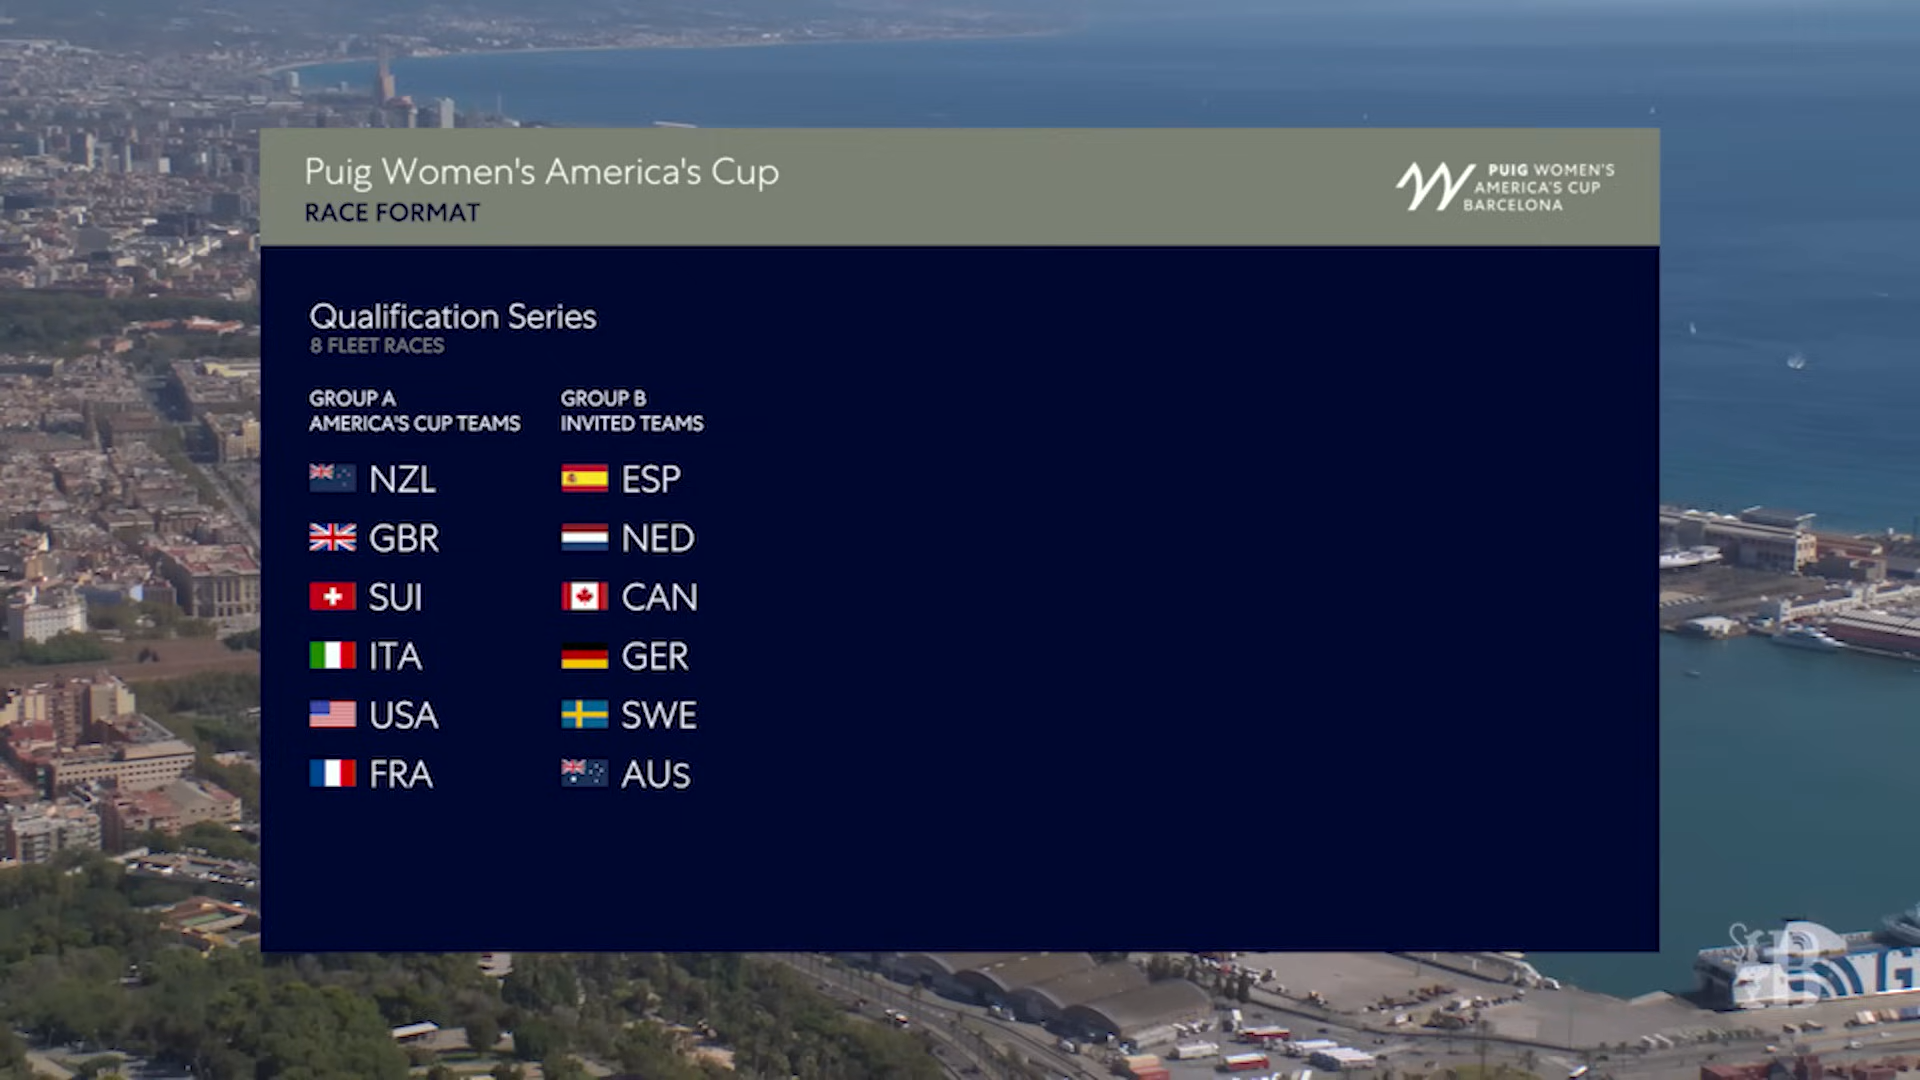 Puig Women's America's Cup
RACE FORMAT
PUIG WOMEN'S
AMERICA'S CUP
BARCELONA
Qualification Series
8 FLEET RACES
GROUP A
AMERICA'S CUP TEAMS
NZL
GBR
SUI
ITA
USA
FRA
GROUP B
INVITED TEAMS
ESP
NED
CAN
GER
SWE
AUs